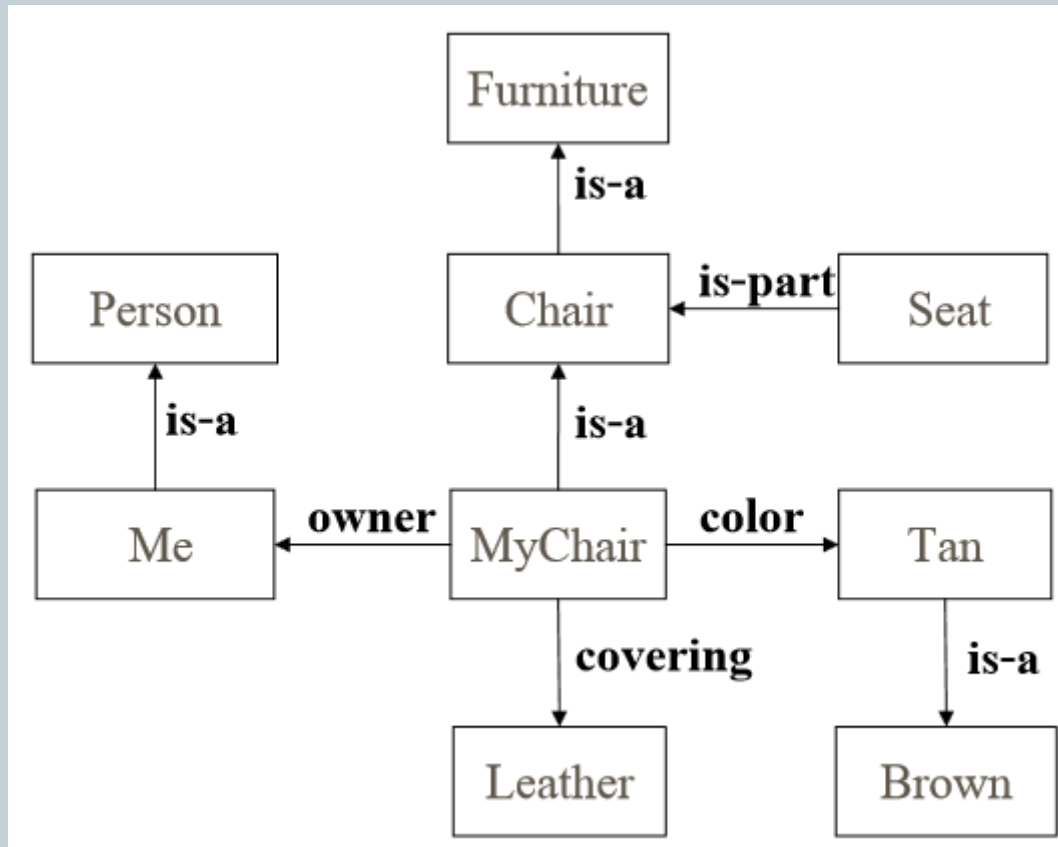 Furniture
is-a
Person
Chair
is-part
Seat
is-a
is-a
Me
owner
MyChair
color
Tan
covering
is-a
Leather
Brown